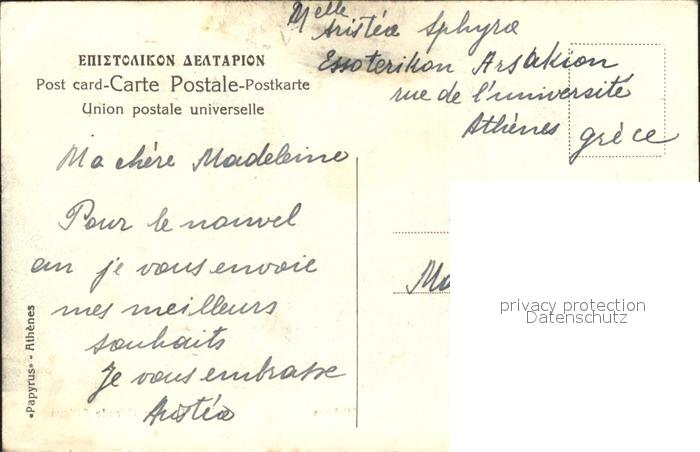 Melle
Aristéa Sphyra
Essoterikon Arsakion
rue de l'université
Athènes grèce
ΕΠΙΣΤΟΛΙΚΟΝ ΔΕΛΤΑΡΙΟΝ
Post card-Carte Postale-Postkarte
Union postale universelle
Ma chère Madeleine
Pour le nouvel
an je vous envoie
mes meilleurs
souhaits
Je vous embrasse
Aristéa
«Papyrus» - Athènes
privacy protection
Datenschutz